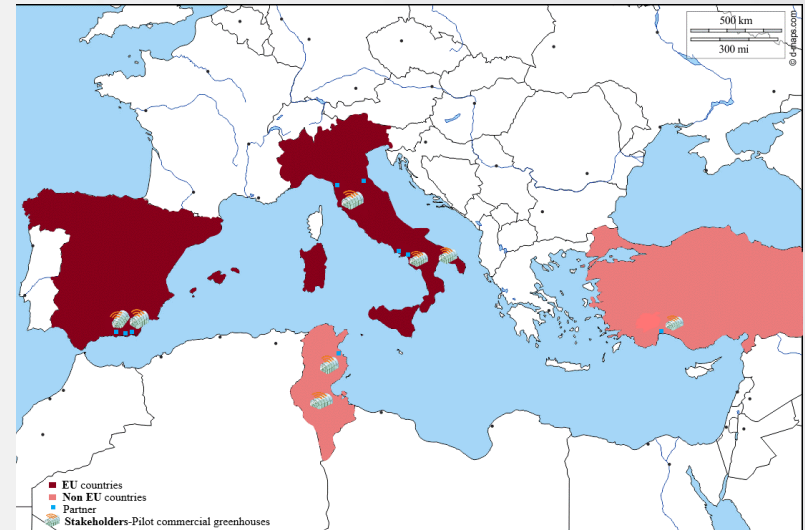 500 km
300 mi
© d-maps.com
EU countries
Non EU countries
Partner
Stakeholders-Pilot commercial greenhouses